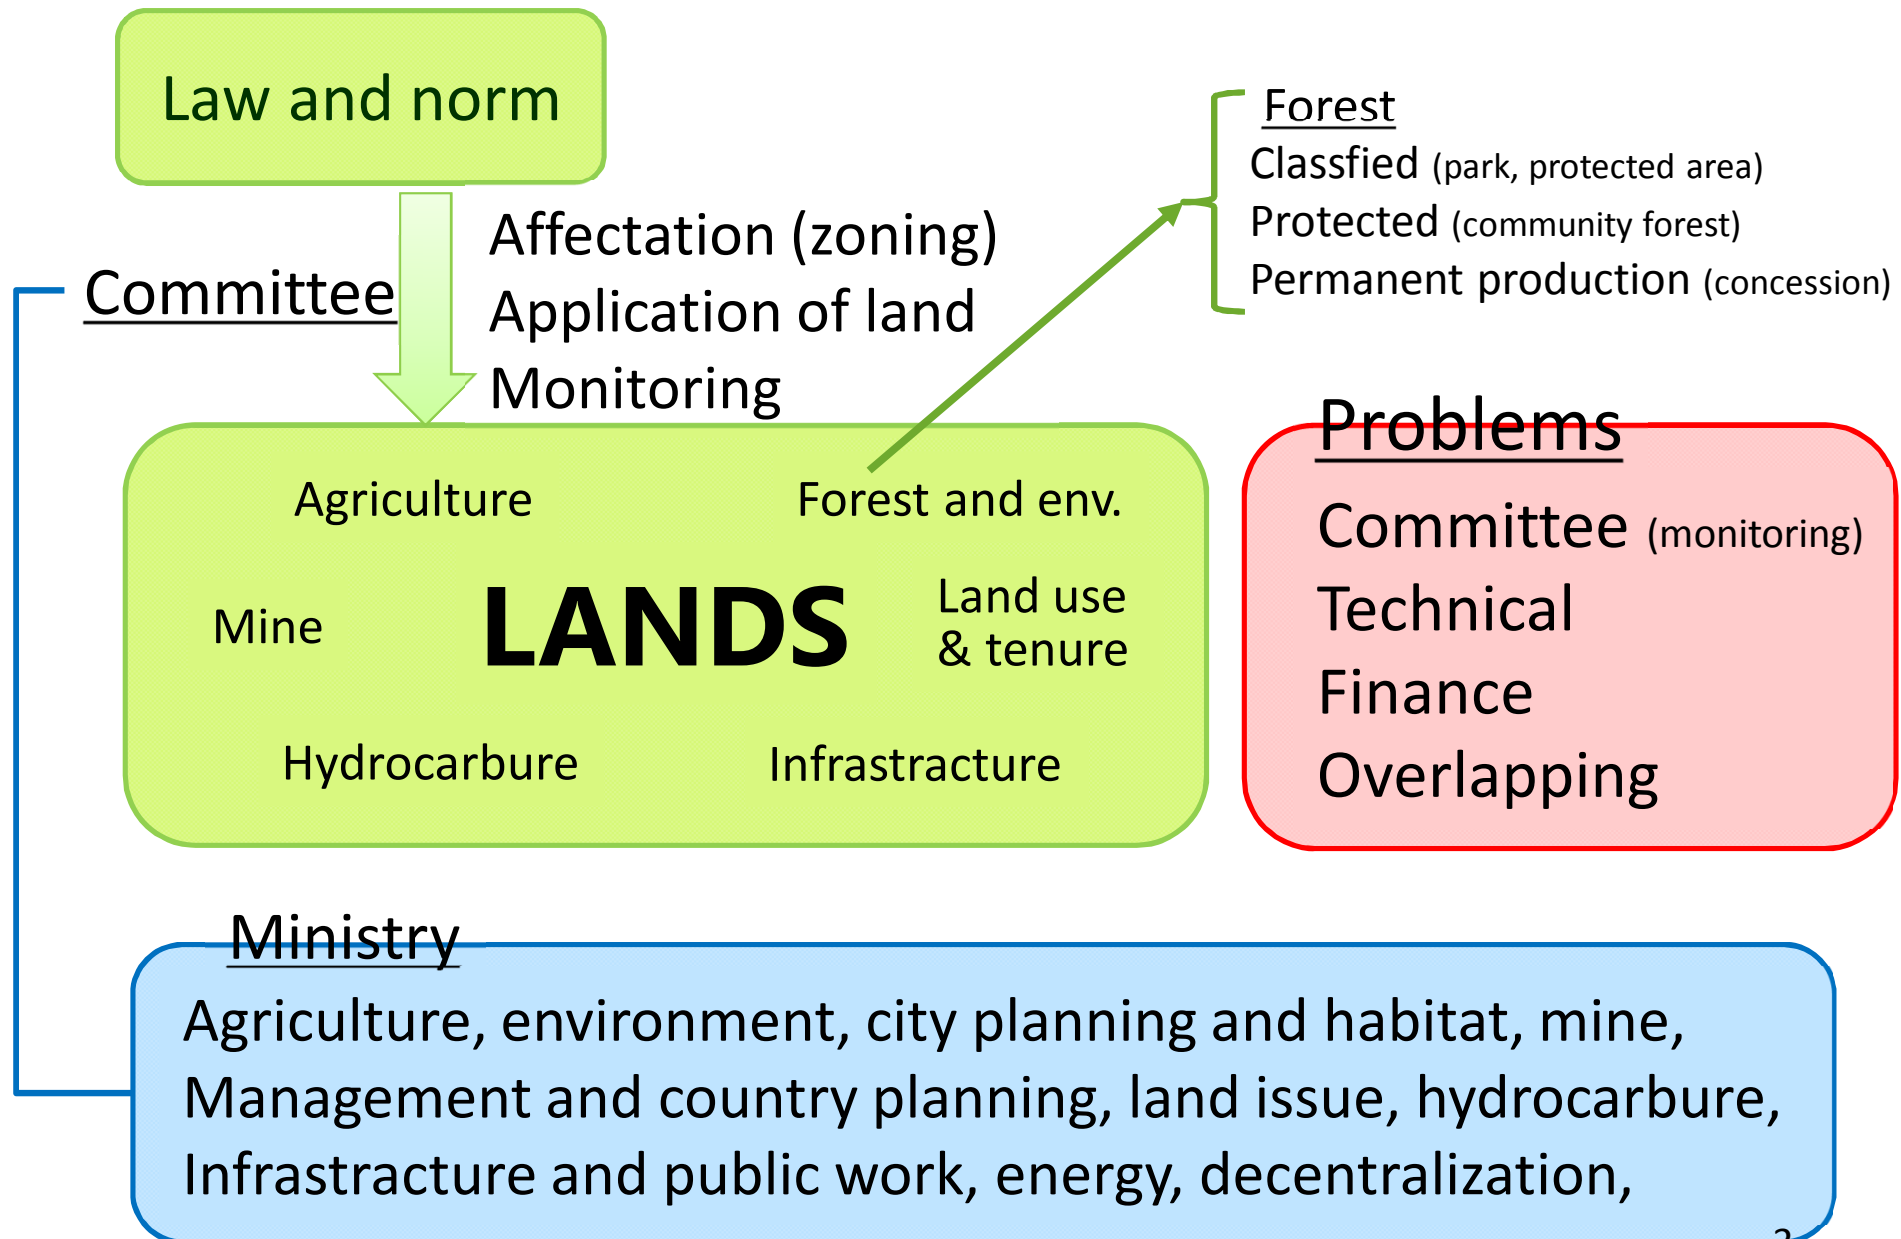 Law and norm
Forest
Classfied (park, protected area)
Protected (community forest)
Permanent production (concession)
Committee
Affectation (zoning)
Application of land
Monitoring
Agriculture
Forest and env.
Mine
LANDS
Land use
& tenure
Hydrocarbure
Infrastracture
Problems
Committee (monitoring)
Technical
Finance
Overlapping
Ministry
Agriculture, environment, city planning and habitat, mine,
Management and country planning, land issue, hydrocarbure,
Infrastracture and public work, energy, decentralization,